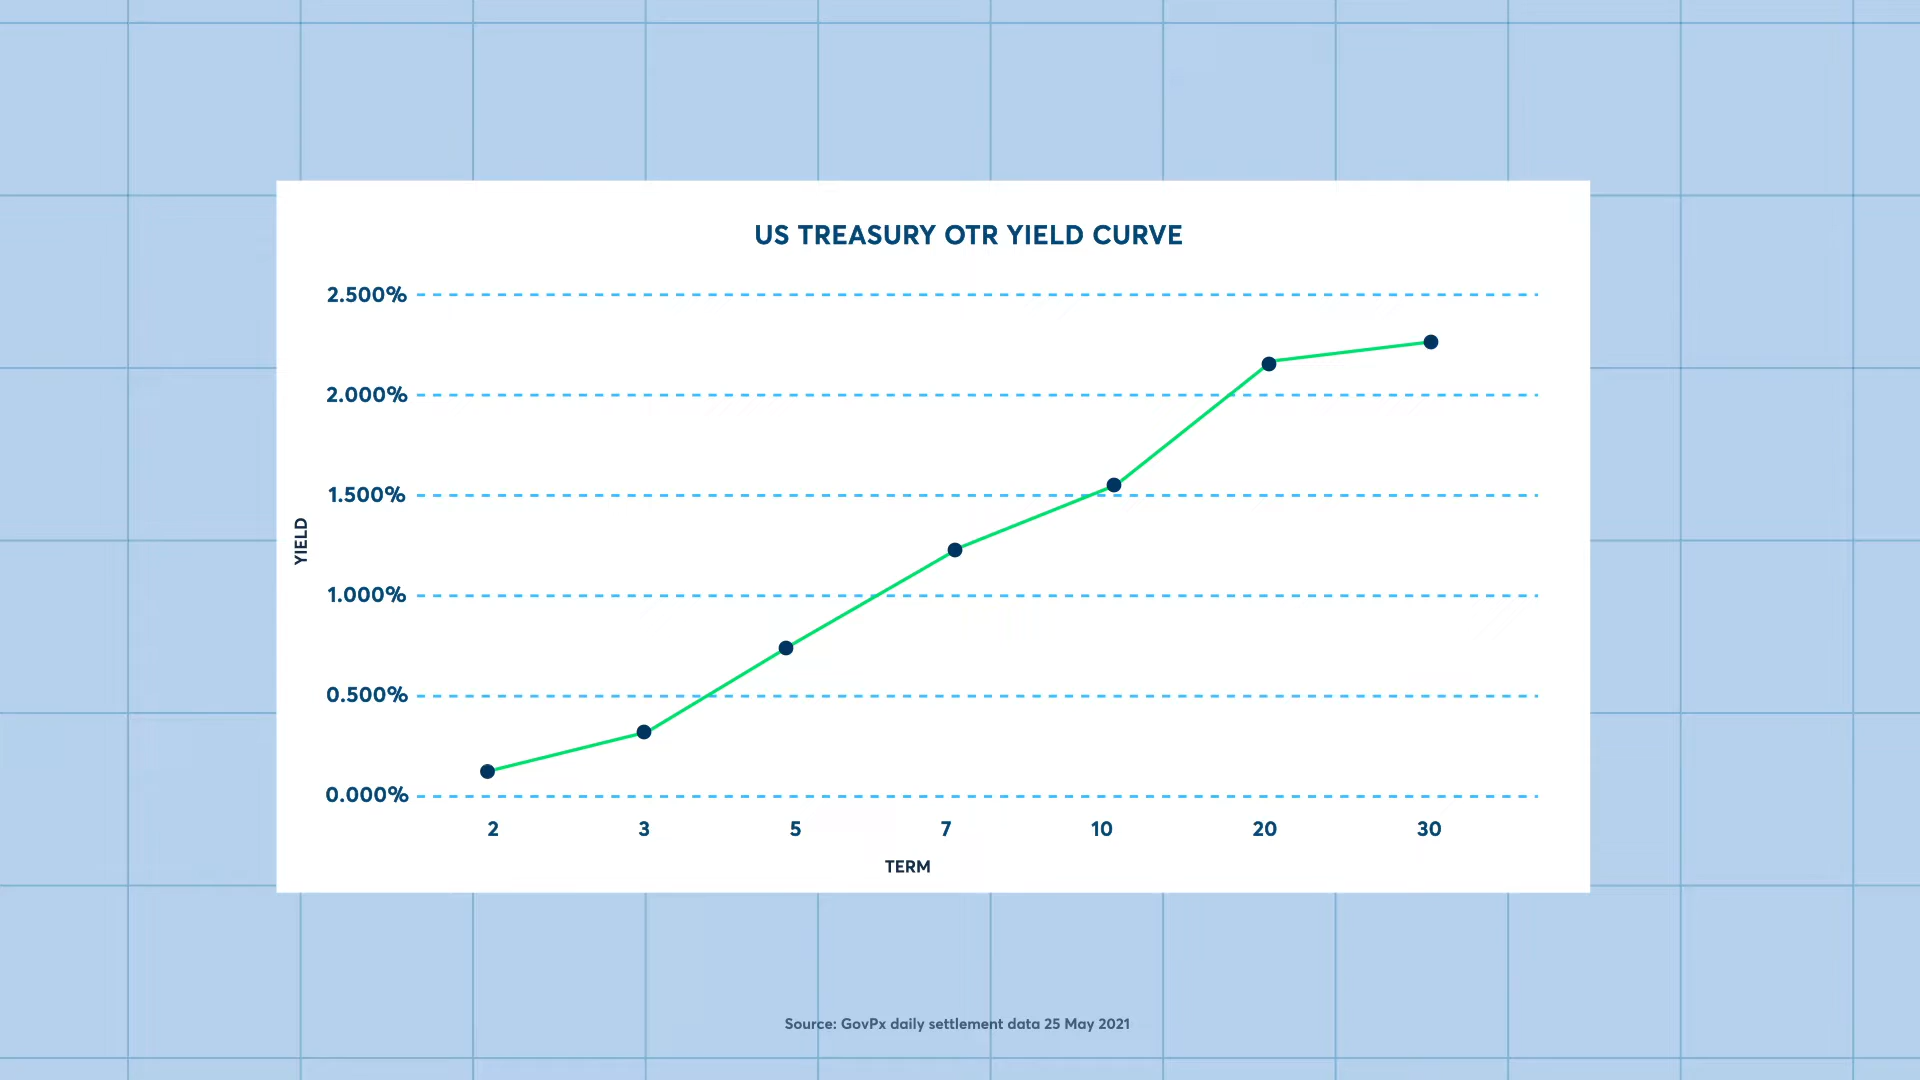 US TREASURY OTR YIELD CURVE
2.500%
2.000%
1.500%
1.000%
0.500%
0.000%
YIELD
2 3 5 7 10 20 30
TERM
Source: GovPx daily settlement data 25 May 2021